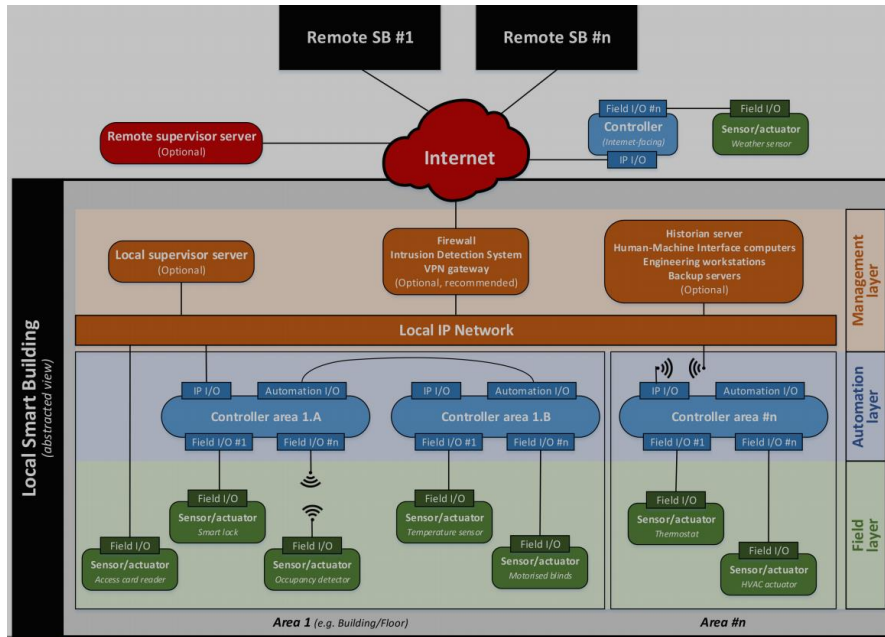 Remote SB #1
Remote SB #n
Remote supervisor server
(Optional)
Internet
Field I/O #n
Controller
(Internet-facing)
IP I/O
Field I/O
Sensor/actuator
Weather sensor
Local Smart Building
(abstracted view)
Local supervisor server
(Optional)
Firewall
Intrusion Detection System
VPN gateway
(Optional, recommended)
Historian server
Human-Machine Interface computers
Engineering workstations
Backup servers
(Optional)
Management
layer
Local IP Network
IP I/O
Automation I/O
Controller area 1.A
Field I/O #1
Field I/O #n
IP I/O
Automation I/O
Controller area 1.B
Field I/O #1
Field I/O #n
IP I/O
Automation I/O
Controller area #n
Field I/O #1
Field I/O #n
Automation
layer
Field I/O
Sensor/actuator
Access card reader
Field I/O
Sensor/actuator
Smart lock
Field I/O
Sensor/actuator
Occupancy detector
Field I/O
Sensor/actuator
Temperature sensor
Field I/O
Sensor/actuator
Motorised blinds
Field I/O
Sensor/actuator
Thermostat
Field I/O
Sensor/actuator
HVAC actuator
Field
layer
Area 1 (e.g. Building/Floor)
Area #n